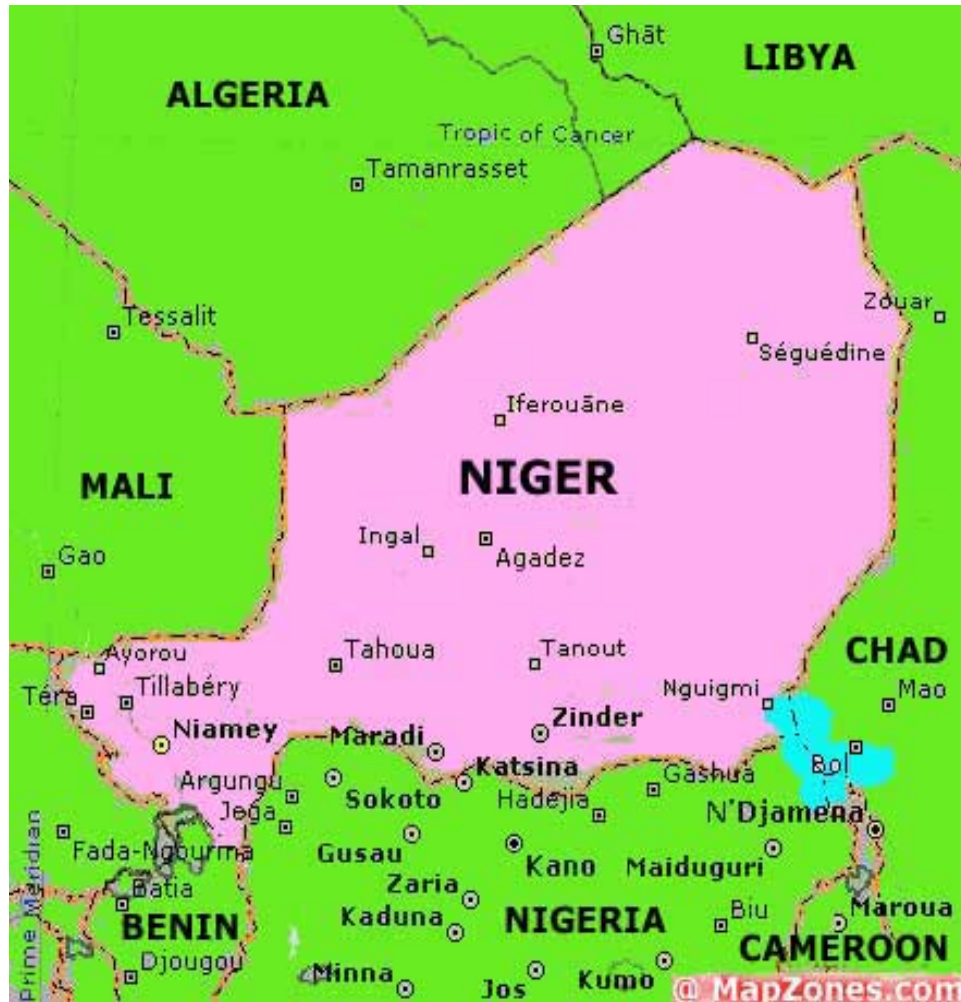 Ghāt
LIBYA
ALGERIA
Tropic of Cancer
Tamanrasset
Zouar
Tessalit
Séguédine
Iferouāne
NIGER
MALI
Ingal
Agadez
Gao
Ayorou
Tahoua
Tanout
CHAD
Téra
Tillabéry
Nguigmi
Mao
Niamey
Maradi
Zinder
Bol
Argungu
Katsina
Gashua
Jega
Sokoto
Hadejia
N'Djamena
Prime Meridian
Fada-Ngourma
Gusau
Kano
Maiduguri
Batia
Zaria
BENIN
Kaduna
NIGERIA
Biu
Maroua
CAMEROON
Djougou
Minna
Jos
Kumo
@ MapZones.com